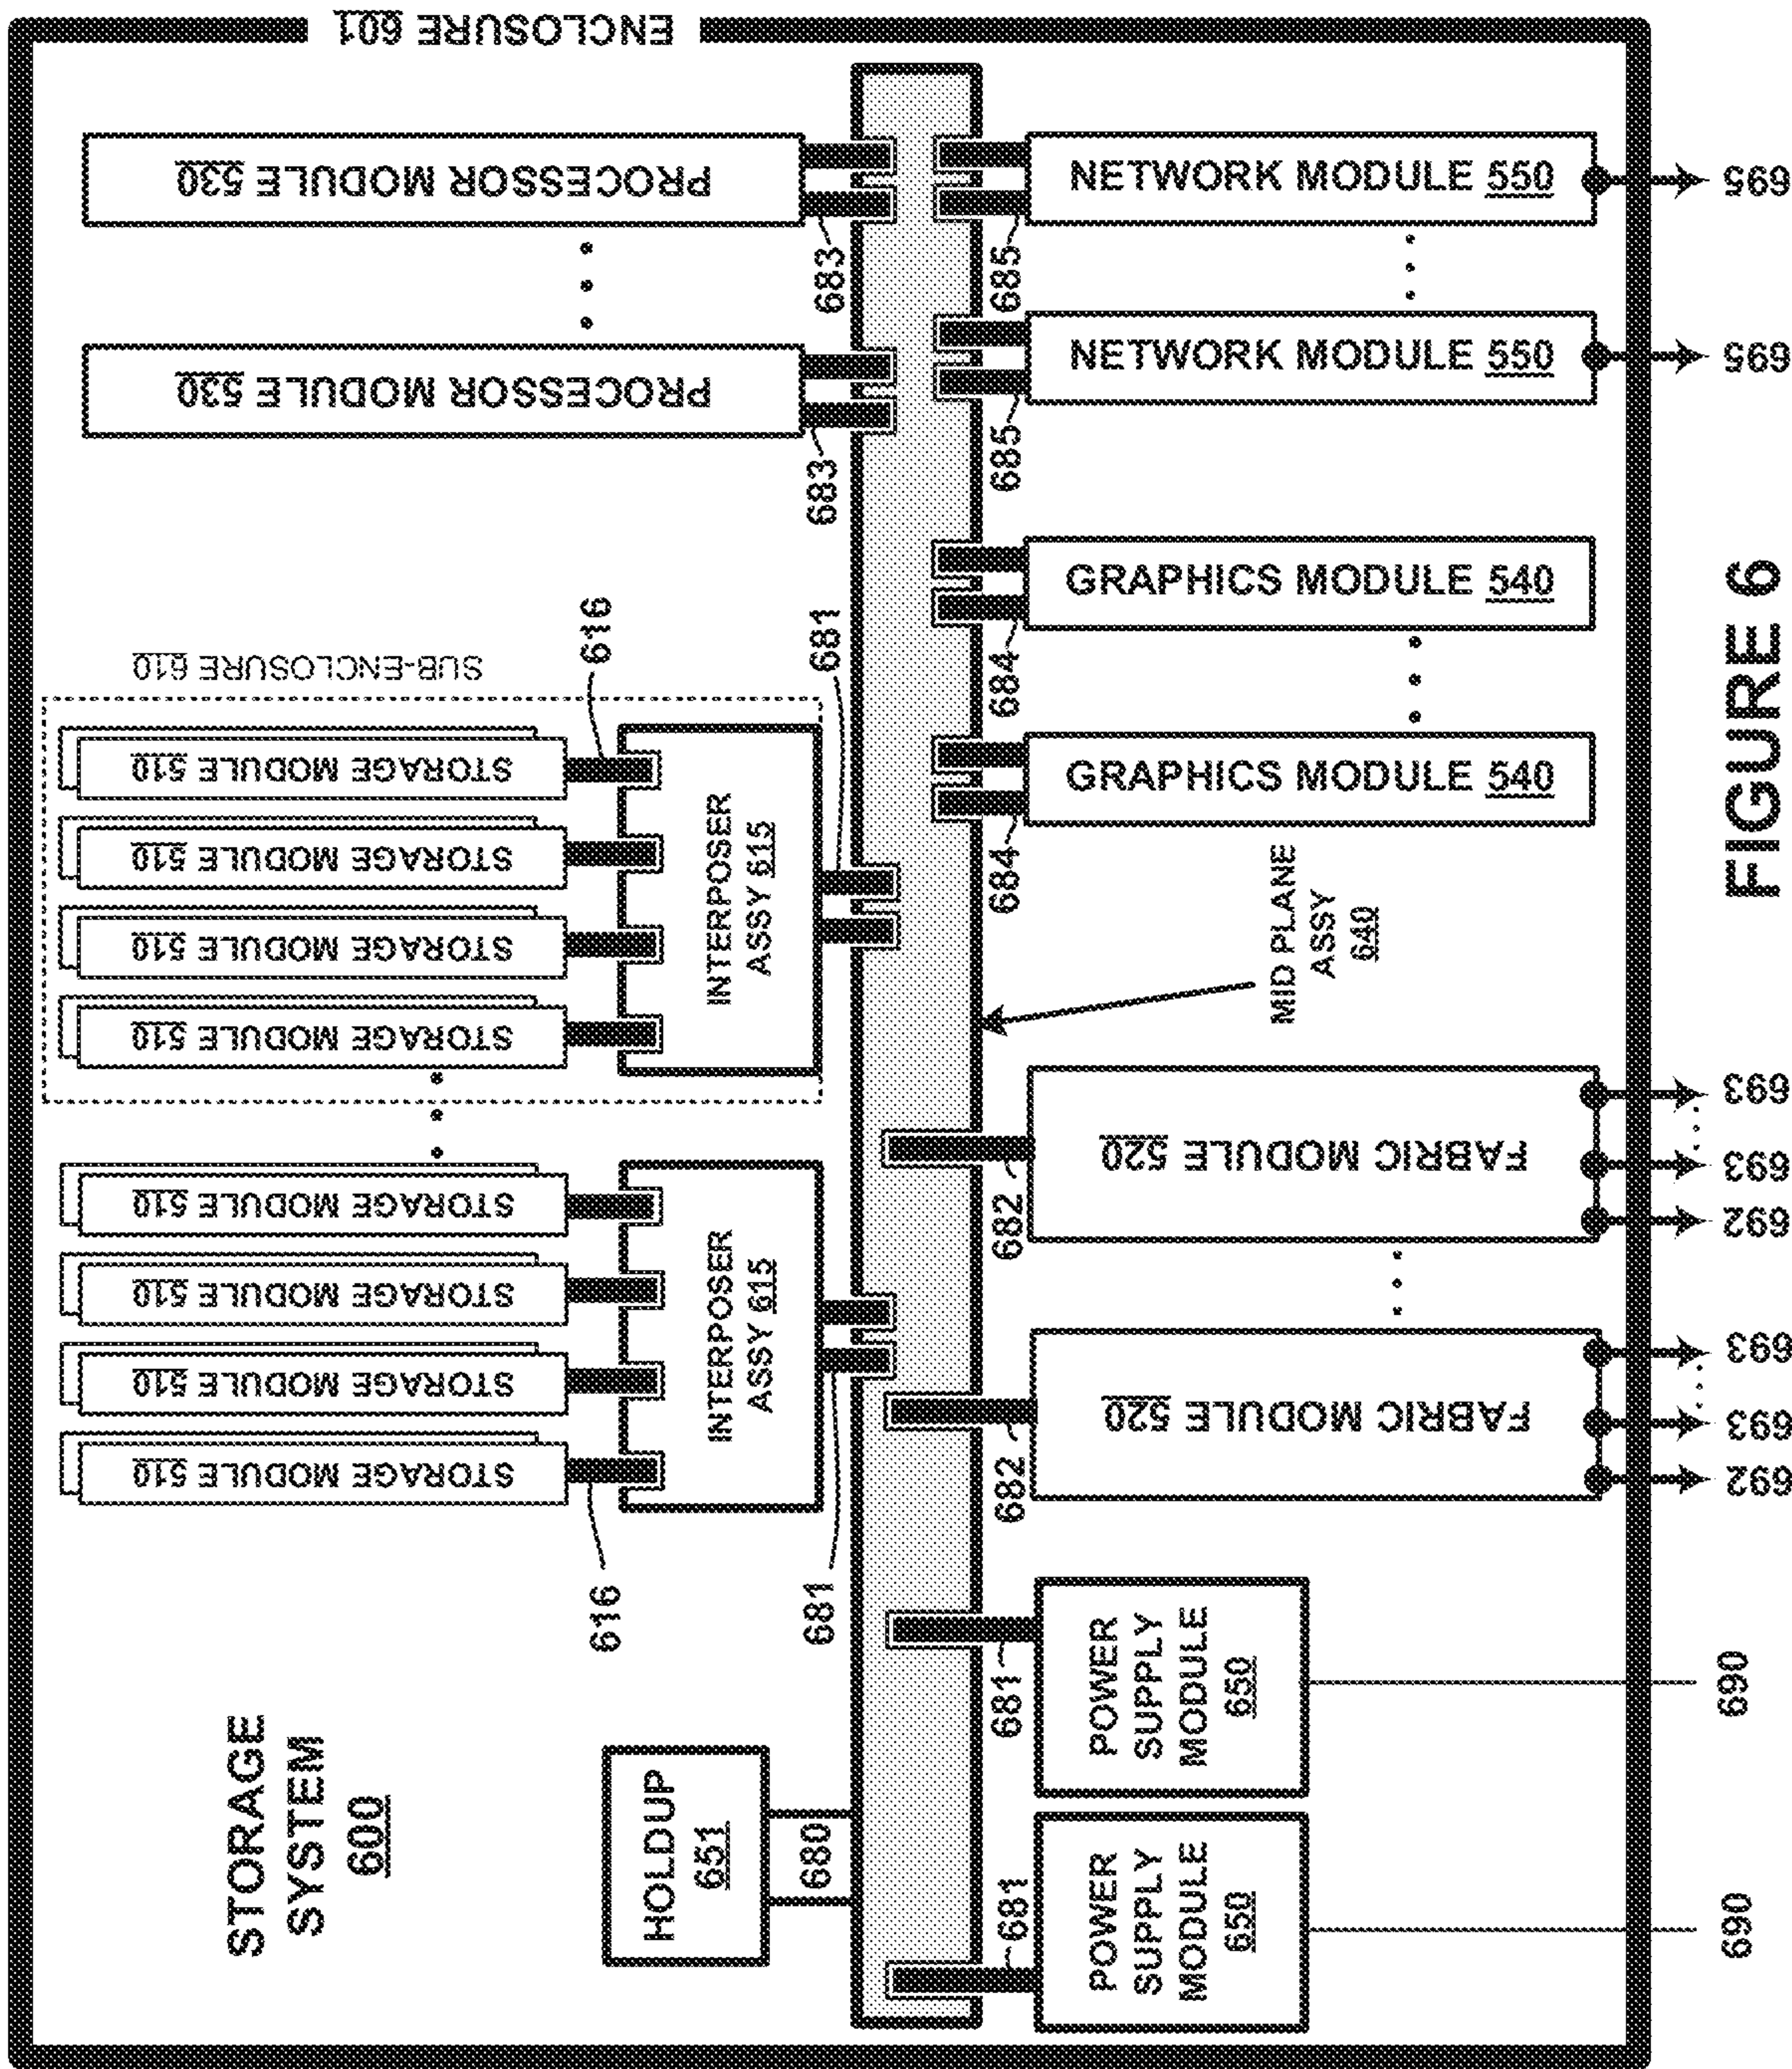 STORAGE
SYSTEM
600
ENCLOSURE 601
HOLDUP
651
680
STORAGE MODULE 510
STORAGE MODULE 510
STORAGE MODULE 510
STORAGE MODULE 510
616
INTERPOSER
ASSY 615
681
STORAGE MODULE 510
STORAGE MODULE 510
STORAGE MODULE 510
STORAGE MODULE 510
SUB-ENCLOSURE 610
616
INTERPOSER
ASSY 615
681
PROCESSOR MODULE 530
683
PROCESSOR MODULE 530
683
681
POWER
SUPPLY
MODULE
650
690
681
POWER
SUPPLY
MODULE
650
690
682
FABRIC MODULE 520
692
693
693
682
FABRIC MODULE 520
692
693
693
MID PLANE
ASSY
640
684
GRAPHICS MODULE 540
684
GRAPHICS MODULE 540
685
NETWORK MODULE 550
695
685
NETWORK MODULE 550
695
FIGURE 6